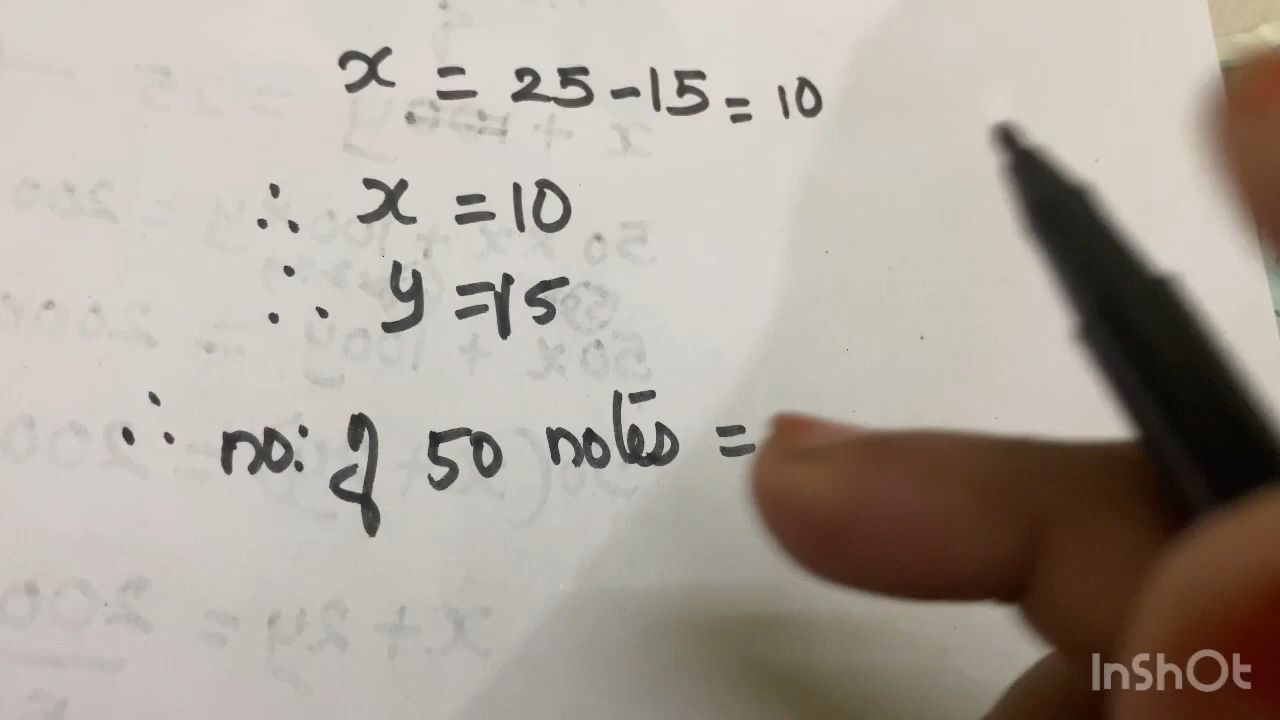 x = 25 - 15 = 10
∴ x = 10
∴ y = 15
∴ no: of 50 notes =
InShOt